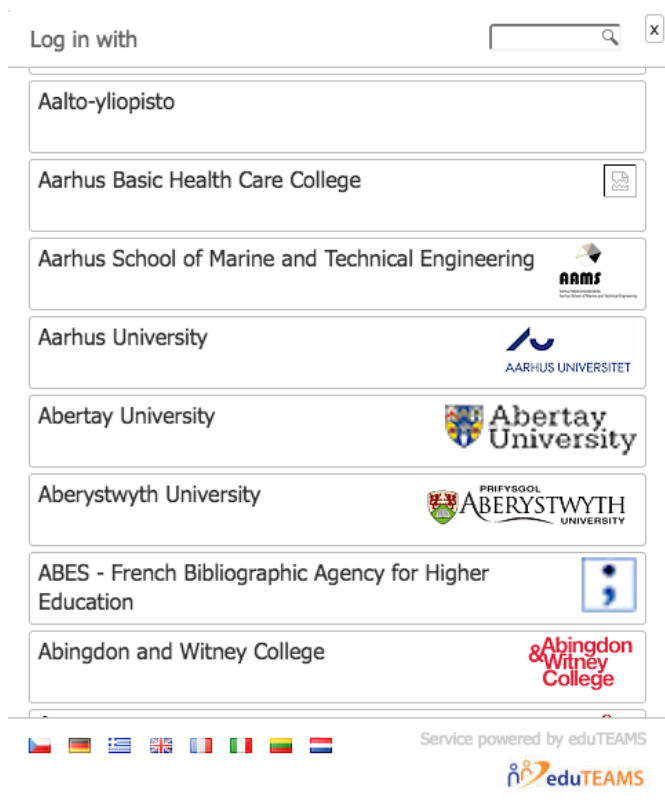 Log in with
x
Aalto-yliopisto
Aarhus Basic Health Care College
Aarhus School of Marine and Technical Engineering
AAMS
Aarhus University
AARHUS UNIVERSITET
Abertay University
Abertay
University
Aberystwyth University
PRIFYSGOL
ABERYSTWYTH
UNIVERSITY
ABES - French Bibliographic Agency for Higher
Education
Abingdon and Witney College
&Abingdon
Witney
College
Service powered by eduTEAMS
eduTEAMS